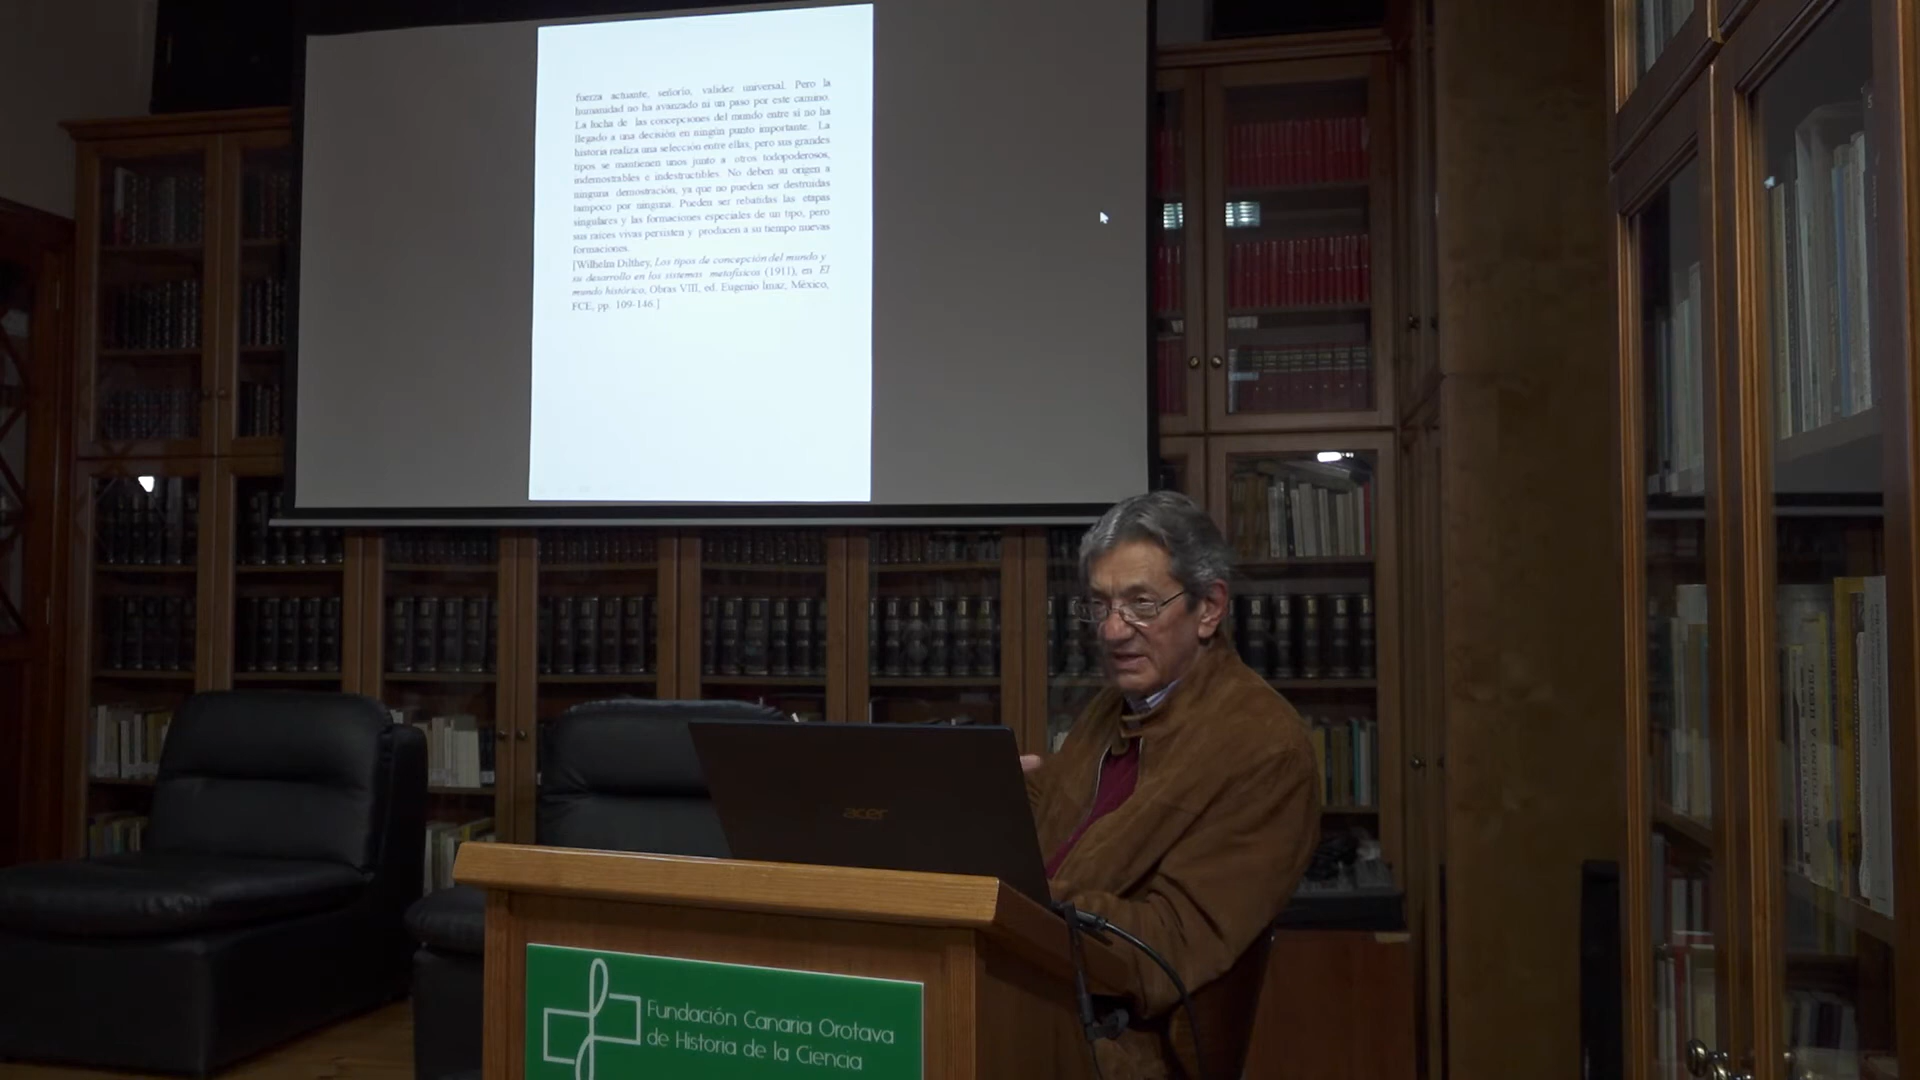 fuerza actuante, señorío, validez universal. Pero la
humanidad no ha avanzado ni un paso por este camino.
La lucha de las concepciones del mundo entre sí no ha
llegado a una decisión en ningún punto importante. La
historia realiza una selección entre ellas, pero sus grandes
tipos se mantienen unos junto a otros todopoderosos,
indemostrables e indestructibles. No deben su origen a
ninguna demostración, ya que no pueden ser destruidas
tampoco por ninguna. Pueden ser rebatidas las etapas
singulares y las formaciones especiales de un tipo, pero
sus raíces vivas persisten y producen a su tiempo nuevas
formaciones.
[Wilhelm Dilthey, Los tipos de concepción del mundo y
su desarrollo en los sistemas metafísicos (1911), en El
mundo histórico, Obras VIII, ed. Eugenio Imaz, México,
FCE, pp. 109-146.]
acer
Fundación Canaria Orotava
de Historia de la Ciencia
EN TORNO A HEGEL